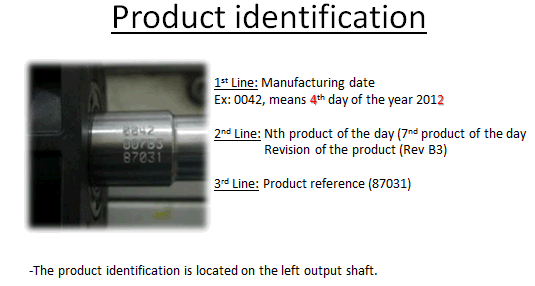 Product identification
1st Line: Manufacturing date
Ex: 0042, means 4th day of the year 2012
2nd Line: Nth product of the day (7nd product of the day
Revision of the product (Rev B3)
3rd Line: Product reference (87031)
87031
-The product identification is located on the left output shaft.